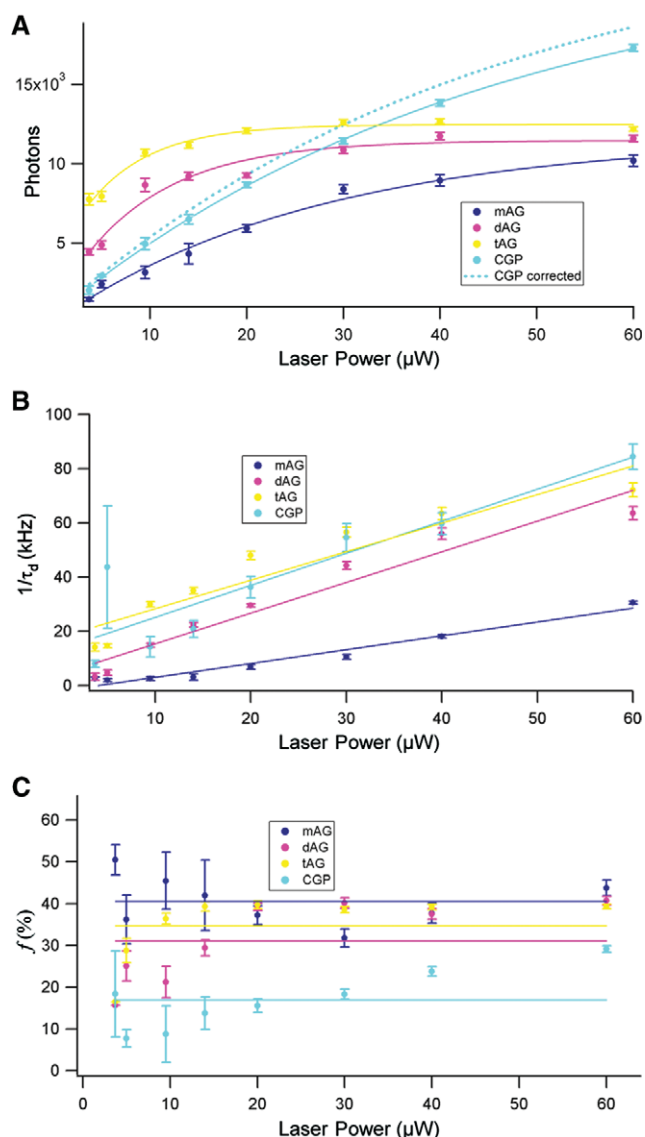 A
Photons
15x10³
10
5
mAG
dAG
tAG
CGP
CGP corrected
10
20
30
40
50
60
Laser Power (µW)
B
1/τd (kHz)
100
80
60
40
20
0
mAG
dAG
tAG
CGP
10
20
30
40
50
60
Laser Power (µW)
C
f (%)
60
50
40
30
20
10
0
mAG
dAG
tAG
CGP
0
10
20
30
40
50
60
Laser Power (µW)